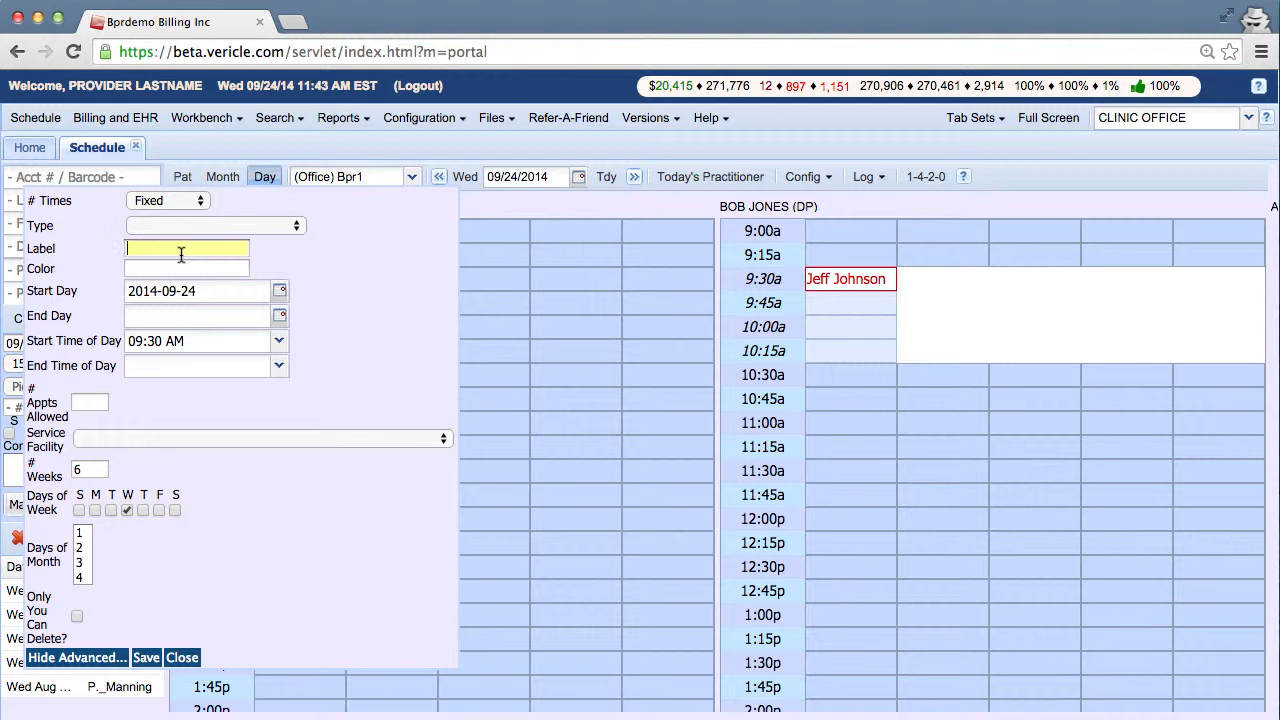 Bprdemo Billing Inc
https://beta.vericle.com/servlet/index.html?m=portal
Welcome, PROVIDER LASTNAME Wed 09/24/14 11:43 AM EST (Logout)
$20,415 ♦ 271,776 12 ♦ 897 ♦ 1,151 270,906 ♦ 270,461 ♦ 2,914 100% ♦ 100% ♦ 1% 100% ?
Schedule Billing and EHR Workbench Search Reports Configuration Files Refer-A-Friend Versions Help Tab Sets Full Screen CLINIC OFFICE ?
Home Schedule
- Acct # / Barcode - Pat Month Day (Office) Bpr1 Wed 09/24/2014 Tdy Today's Practitioner Config Log 1-4-2-0 ?
# Times Fixed
Type
Label
Color
Start Day 2014-09-24
End Day
Start Time of Day 09:30 AM
End Time of Day
#
Appts
Allowed
Service
Facility
#
Weeks 6
Days of
Week
S M T W T F S
Days of
Month
1
2
3
4
Only
You
Can
Delete?
Hide Advanced... Save Close
Wed Aug ... P._Manning
1:45p
2:00p
BOB JONES (DP)
9:00a
9:15a
9:30a Jeff Johnson
9:45a
10:00a
10:15a
10:30a
10:45a
11:00a
11:15a
11:30a
11:45a
12:00p
12:15p
12:30p
12:45p
1:00p
1:15p
1:30p
1:45p
2:00p